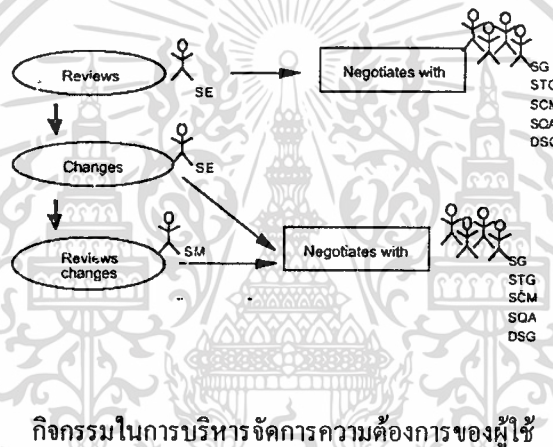 Reviews
SE
Negotiates with
SG
STG
SCM
SQA
DSG
Changes
SE
Reviews
changes
SM
Negotiates with
SG
STG
SCM
SQA
DSG
กิจกรรมในการบริหารจัดการความต้องการของผู้ใช้